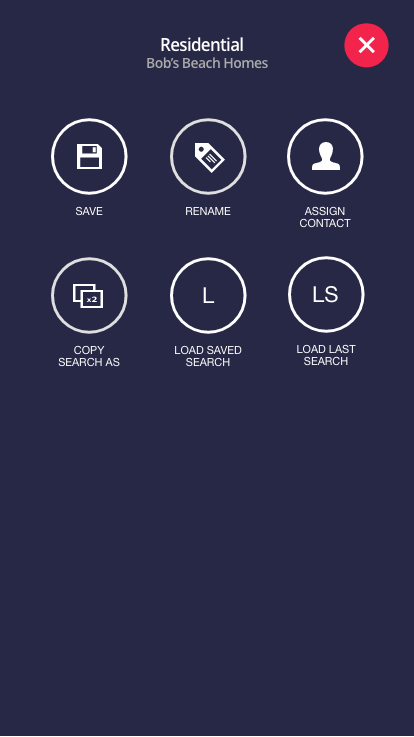 Residential
Bob's Beach Homes
SAVE
RENAME
ASSIGN
CONTACT
x2
L
LS
COPY
SEARCH AS
LOAD SAVED
SEARCH
LOAD LAST
SEARCH